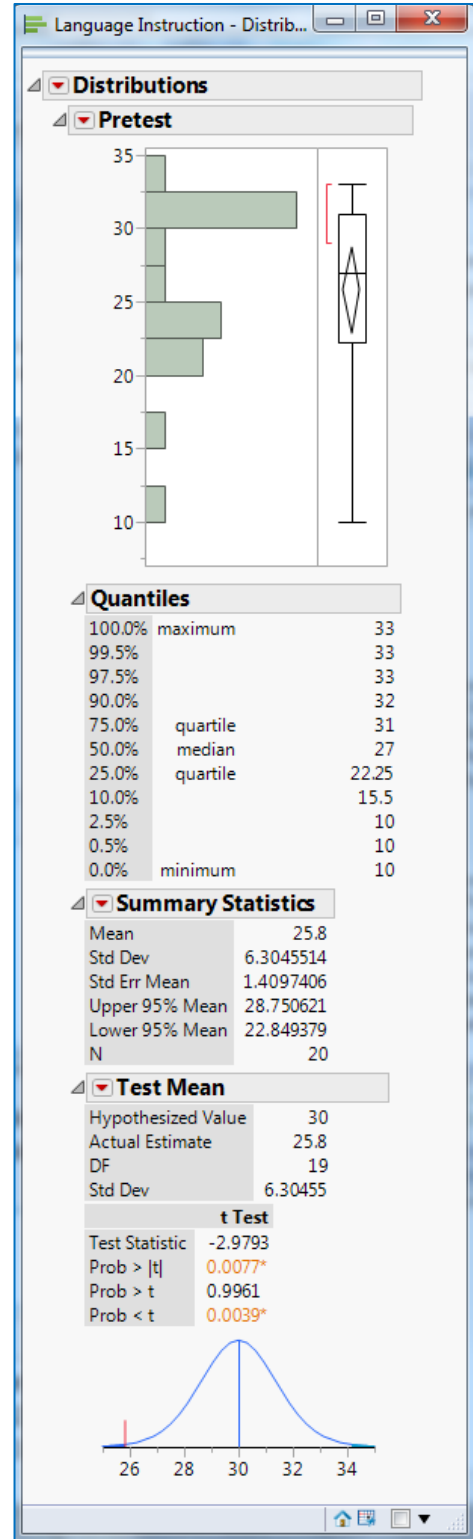 Language Instruction - Distrib...
Distributions
Pretest
35
30
25
20
15
10
Quantiles
100.0% maximum 33
99.5% 33
97.5% 33
90.0% 32
75.0% quartile 31
50.0% median 27
25.0% quartile 22.25
10.0% 15.5
2.5% 10
0.5% 10
0.0% minimum 10
Summary Statistics
Mean 25.8
Std Dev 6.3045514
Std Err Mean 1.4097406
Upper 95% Mean 28.750621
Lower 95% Mean 22.849379
N 20
Test Mean
Hypothesized Value 30
Actual Estimate 25.8
DF 19
Std Dev 6.30455
t Test
Test Statistic -2.9793
Prob > |t| 0.0077*
Prob > t 0.9961
Prob < t 0.0039*
26 28 30 32 34